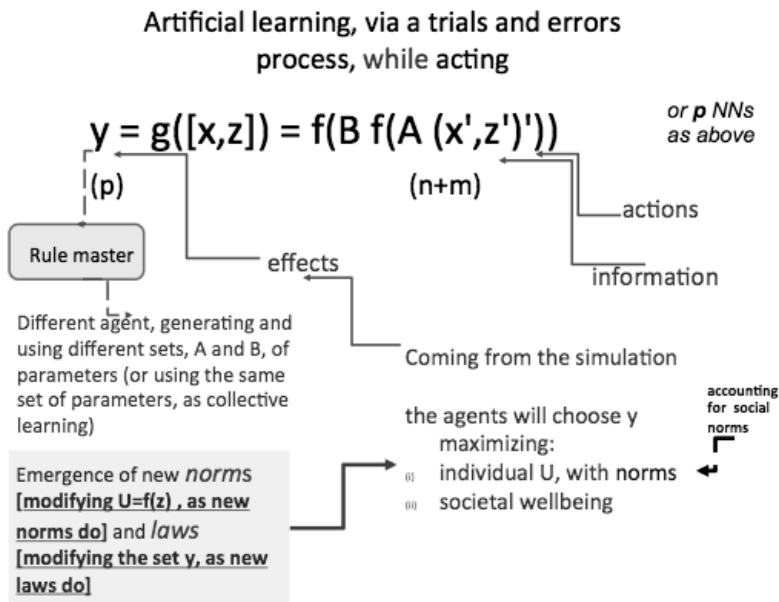 Artificial learning, via a trials and errors
process, while acting
y = g([x,z]) = f(B f(A (x',z')'))
or p NNs
as above
(p)
(n+m)
actions
Rule master
effects
information
Different agent, generating and
using different sets, A and B, of
parameters (or using the same
set of parameters, as collective
learning)
Coming from the simulation
accounting
for social
norms
the agents will choose y
maximizing:
(i) individual U, with norms
(ii) societal wellbeing
Emergence of new norms
[modifying U=f(z) , as new
norms do] and laws
[modifying the set y, as new
laws do]